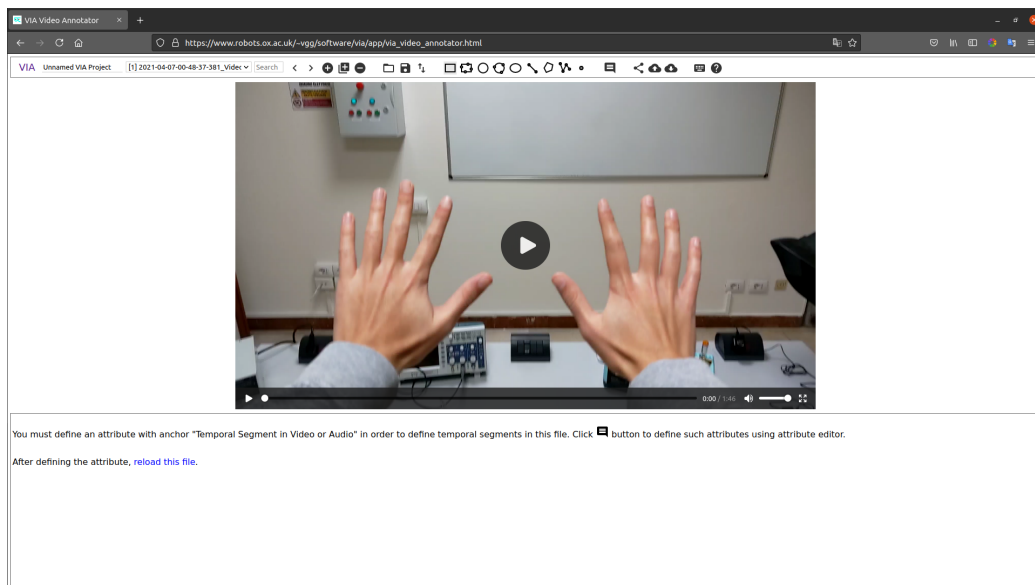 VIA Video Annotator
https://www.robots.ox.ac.uk/~vgg/software/via/app/via_video_annotator.html
VIA Unnamed VIA Project [1] 2021-04-07-00-48-37-381_Videc Search
0:00 / 1:46
You must define an attribute with anchor "Temporal Segment in Video or Audio" in order to define temporal segments in this file. Click button to define such attributes using attribute editor.
After defining the attribute, reload this file.